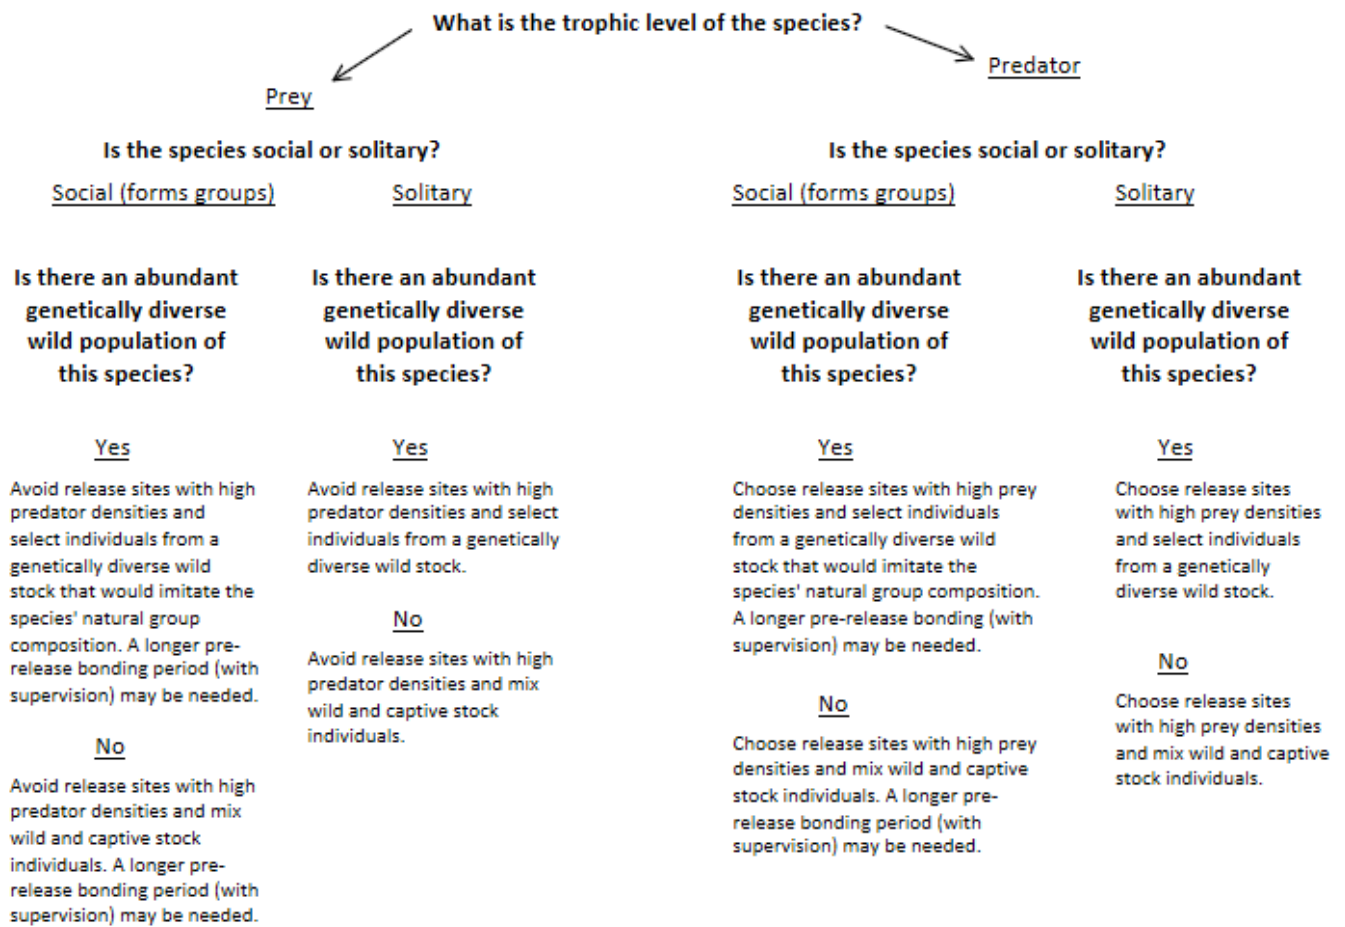 What is the trophic level of the species?
Prey
Predator
Is the species social or solitary?
Social (forms groups)
Solitary
Is there an abundant
genetically diverse
wild population of
this species?
Yes
Avoid release sites with high
predator densities and
select individuals from a
genetically diverse wild
stock that would imitate the
species' natural group
composition. A longer pre-
release bonding period (with
supervision) may be needed.
No
Avoid release sites with high
predator densities and mix
wild and captive stock
individuals. A longer pre-
release bonding period (with
supervision) may be needed.
Is there an abundant
genetically diverse
wild population of
this species?
Yes
Avoid release sites with high
predator densities and select
individuals from a genetically
diverse wild stock.
No
Avoid release sites with high
predator densities and mix
wild and captive stock
individuals.
Is the species social or solitary?
Social (forms groups)
Solitary
Is there an abundant
genetically diverse
wild population of
this species?
Yes
Choose release sites with high prey
densities and select individuals
from a genetically diverse wild
stock that would imitate the
species' natural group composition.
A longer pre-release bonding (with
supervision) may be needed.
No
Choose release sites with high prey
densities and mix wild and captive
stock individuals. A longer pre-
release bonding period (with
supervision) may be needed.
Is there an abundant
genetically diverse
wild population of
this species?
Yes
Choose release sites
with high prey densities
and select individuals
from a genetically
diverse wild stock.
No
Choose release sites
with high prey densities
and mix wild and captive
stock individuals.